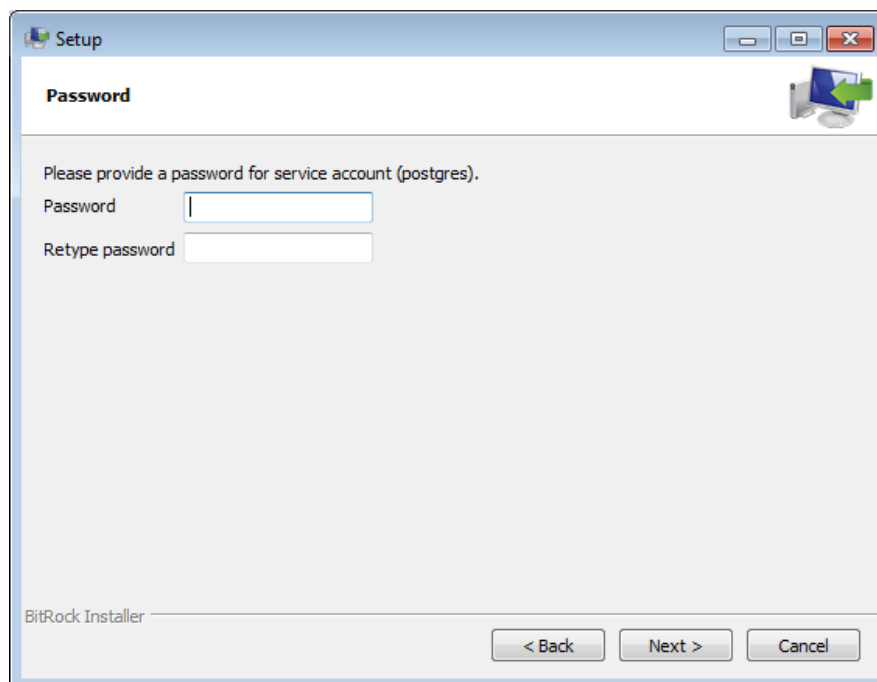 Setup
Password
Please provide a password for service account (postgres).
Password
Retype password
BitRock Installer
< Back Next > Cancel